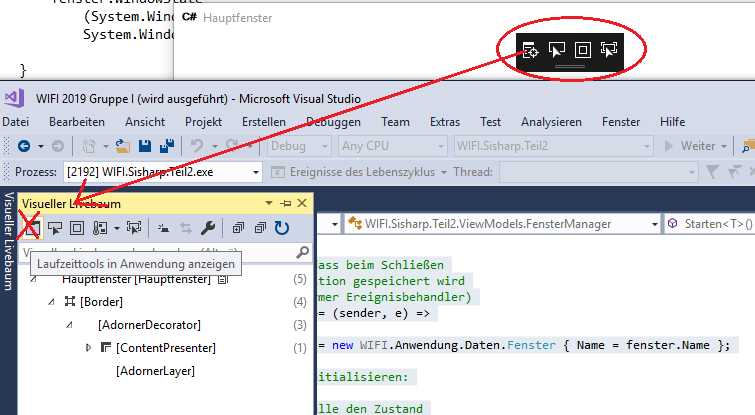 fenster.WindowState
(System.Wind
System.Windo
}
C# Hauptfenster
WIFI 2019 Gruppe I (wird ausgeführt) - Microsoft Visual Studio
Datei Bearbeiten Ansicht Projekt Erstellen Debuggen Team Extras Test Analysieren Fenster Hilfe
Debug Any CPU WIFI.Sisharp.Teil2 Weiter
Prozess: [2192] WIFI.Sisharp.Teil2.exe Ereignisse des Lebenszyklus Thread:
Visueller Livebaum
Visueller Livebaum
WIFI.Sisharp.Teil2.ViewModels.FensterManager Starten<T>()
Laufzeittools in Anwendung anzeigen
Hauptfenster [Hauptfenster] (5)
[Border] (4)
[AdornerDecorator] (3)
[ContentPresenter] (1)
[AdornerLayer]
ass beim Schließen
tion gespeichert wird
mer Ereignisbehandler)
= (sender, e) =>
= new WIFI.Anwendung.Daten.Fenster { Name = fenster.Name };
itialisieren:
lle den Zustand